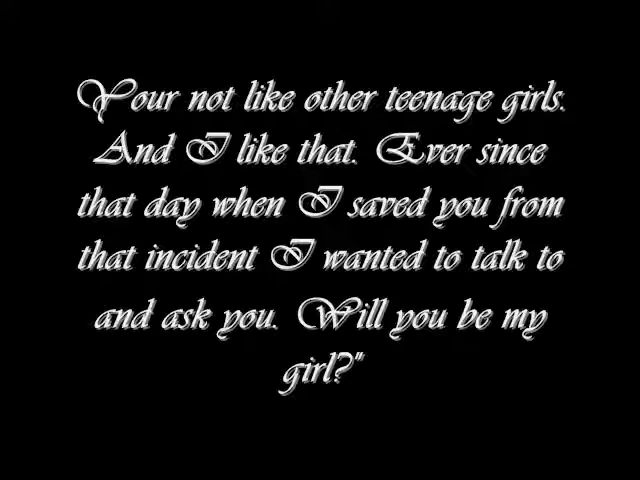 Your not like other teenage girls.
And I like that. Ever since
that day when I saved you from
that incident I wanted to talk to
and ask you. Will you be my
girl?"